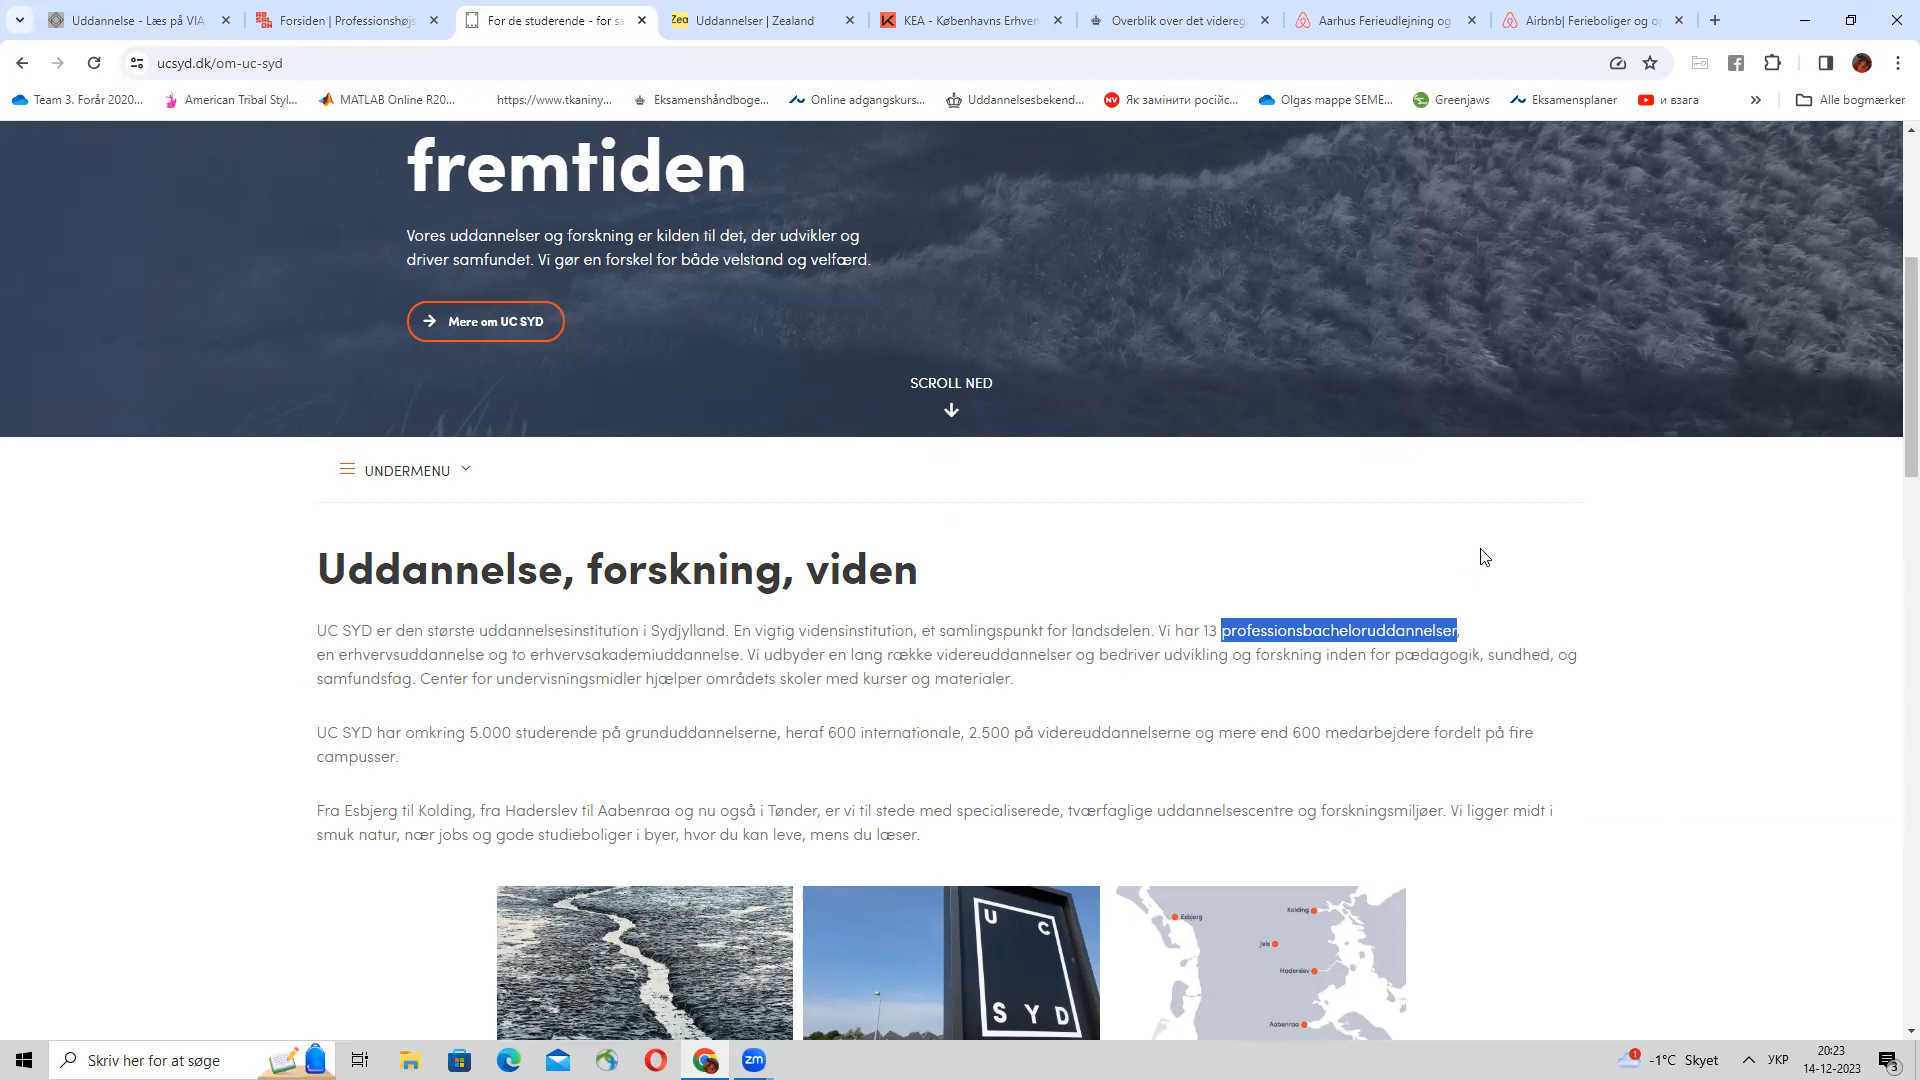 Uddannelse - Læs på VIA
Forsiden | Professionshøjs
For de studerende - for sa
Zea
Uddannelser | Zealand
KEA - Københavns Erhverv
Overblik over det videreg
Aarhus Ferieudlejning og
Airbnb| Ferieboliger og o
ucsyd.dk/om-uc-syd
Team 3. Forår 2020...
American Tribal Styl...
MATLAB Online R20...
https://www.tkaniny...
Eksamenshåndboge...
Online adgangskurs...
Uddannelsesbekend...
NV
Як замінити російс...
Olgas mappe SEME...
Greenjaws
Eksamensplaner
и взага
Alle bogmærker
fremtiden
Vores uddannelser og forskning er kilden til det, der udvikler og
driver samfundet. Vi gør en forskel for både velstand og velfærd.
Mere om UC SYD
SCROLL NED
UNDERMENU
Uddannelse, forskning, viden
UC SYD er den største uddannelsesinstitution i Sydjylland. En vigtig vidensinstitution, et samlingspunkt for landsdelen. Vi har 13 professionsbacheloruddannelser,
en erhvervsuddannelse og to erhvervsakademiuddannelse. Vi udbyder en lang række videreuddannelser og bedriver udvikling og forskning inden for pædagogik, sundhed, og
samfundsfag. Center for undervisningsmidler hjælper områdets skoler med kurser og materialer.
UC SYD har omkring 5.000 studerende på grunduddannelserne, heraf 600 internationale, 2.500 på videreuddannelserne og mere end 600 medarbejdere fordelt på fire
campusser.
Fra Esbjerg til Kolding, fra Haderslev til Aabenraa og nu også i Tønder, er vi til stede med specialiserede, tværfaglige uddannelsescentre og forskningsmiljøer. Vi ligger midt i
smuk natur, nær jobs og gode studieboliger i byer, hvor du kan leve, mens du læser.
U C
S Y D
Esbjerg
Kolding
Jels
Haderslev
Aabenraa
Skriv her for at søge
zm
1
-1°C Skyet
УКР
20:23
14-12-2023
3